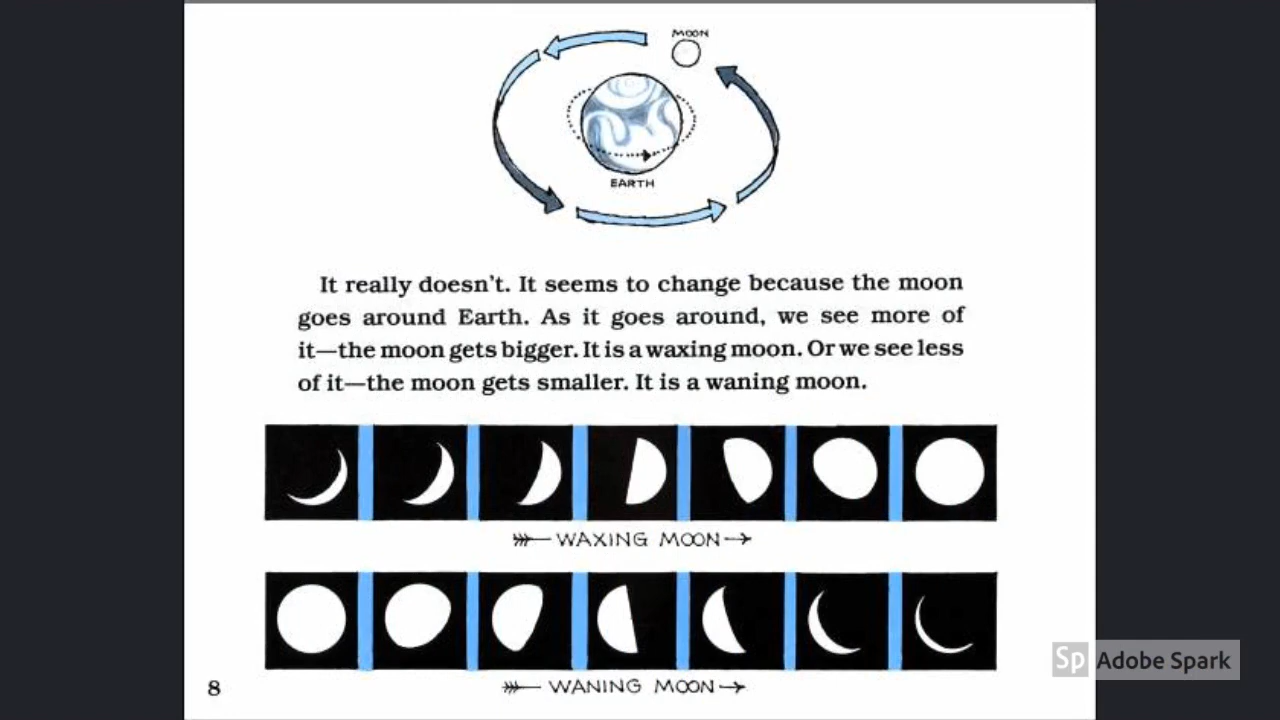 MOON
EARTH
It really doesn't. It seems to change because the moon
goes around Earth. As it goes around, we see more of
it—the moon gets bigger. It is a waxing moon. Or we see less
of it—the moon gets smaller. It is a waning moon.
WAXING MOON
WANING MOON
8
Sp Adobe Spark